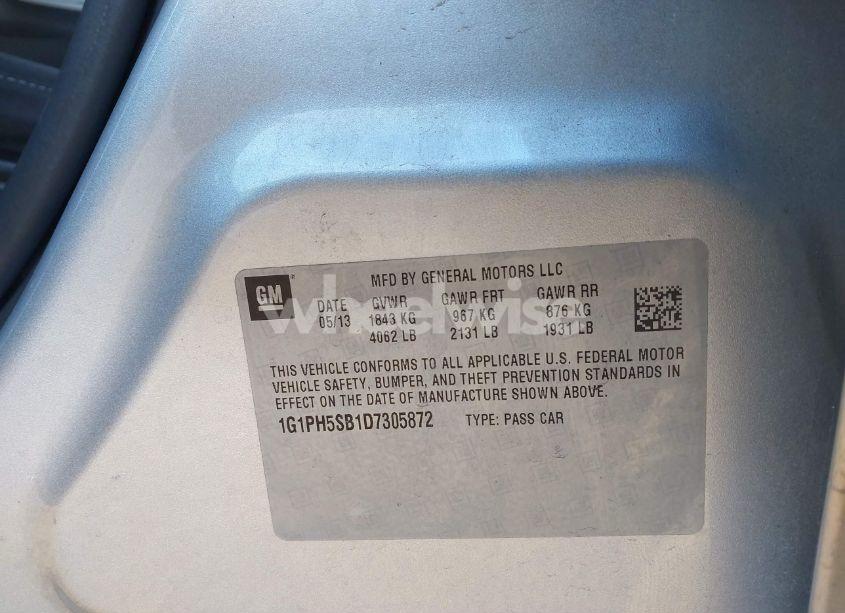 GM
MFD BY GENERAL MOTORS LLC
DATE GVWR GAWR FRT GAWR RR
05/13 1843 KG 967 KG 876 KG
4062 LB 2131 LB 1931 LB
wheelwise
THIS VEHICLE CONFORMS TO ALL APPLICABLE U.S. FEDERAL MOTOR
VEHICLE SAFETY, BUMPER, AND THEFT PREVENTION STANDARDS IN
EFFECT ON THE DATE OF MANUFACTURE SHOWN ABOVE.
1G1PH5SB1D7305872 TYPE: PASS CAR